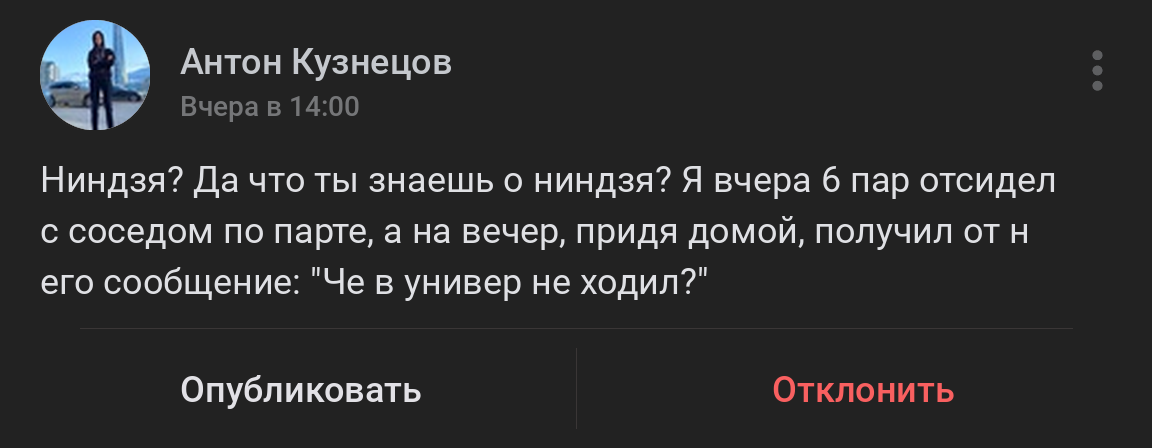 Антон Кузнецов
Вчера в 14:00
Ниндзя? Да что ты знаешь о ниндзя? Я вчера 6 пар отсидел
с соседом по парте, а на вечер, придя домой, получил от н
его сообщение: "Че в универ не ходил?"
Опубликовать
Отклонить